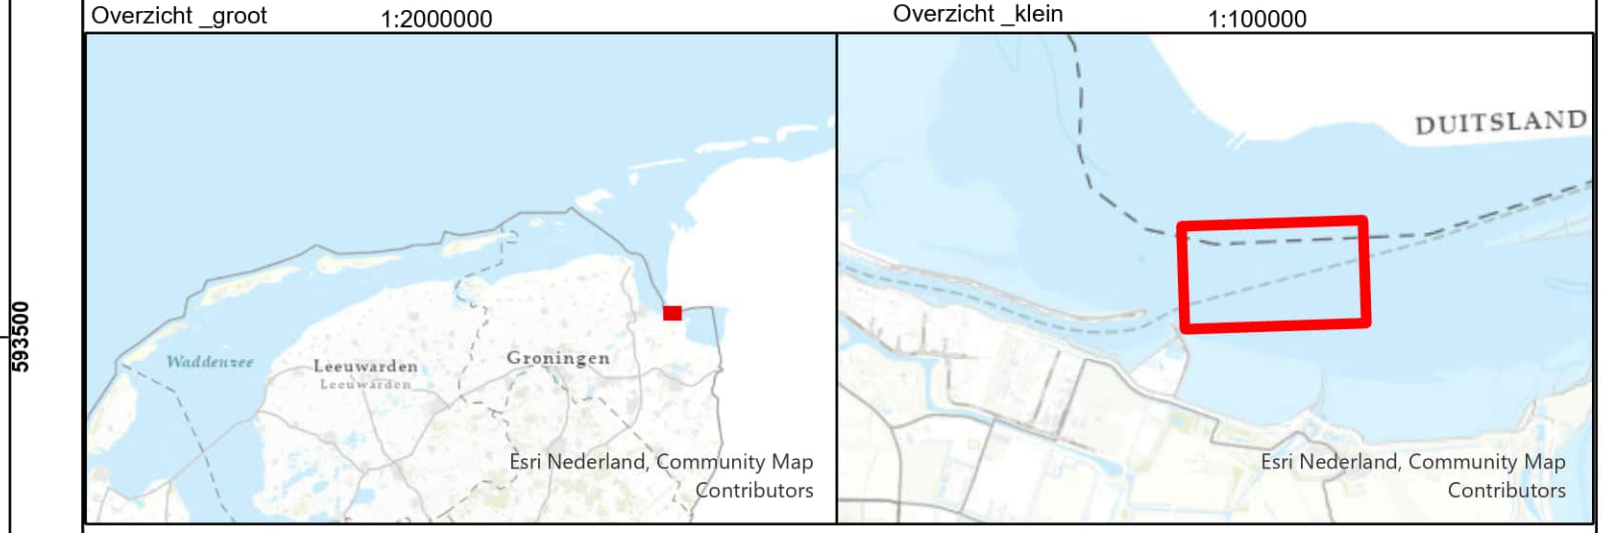 Overzicht _groot 1:2000000
Overzicht _klein 1:100000
593500
Waddenzee
Leeuwarden
Leeuwarden
Groningen
Esri Nederland, Community Map
Contributors
DUITSLAND
Esri Nederland, Community Map
Contributors